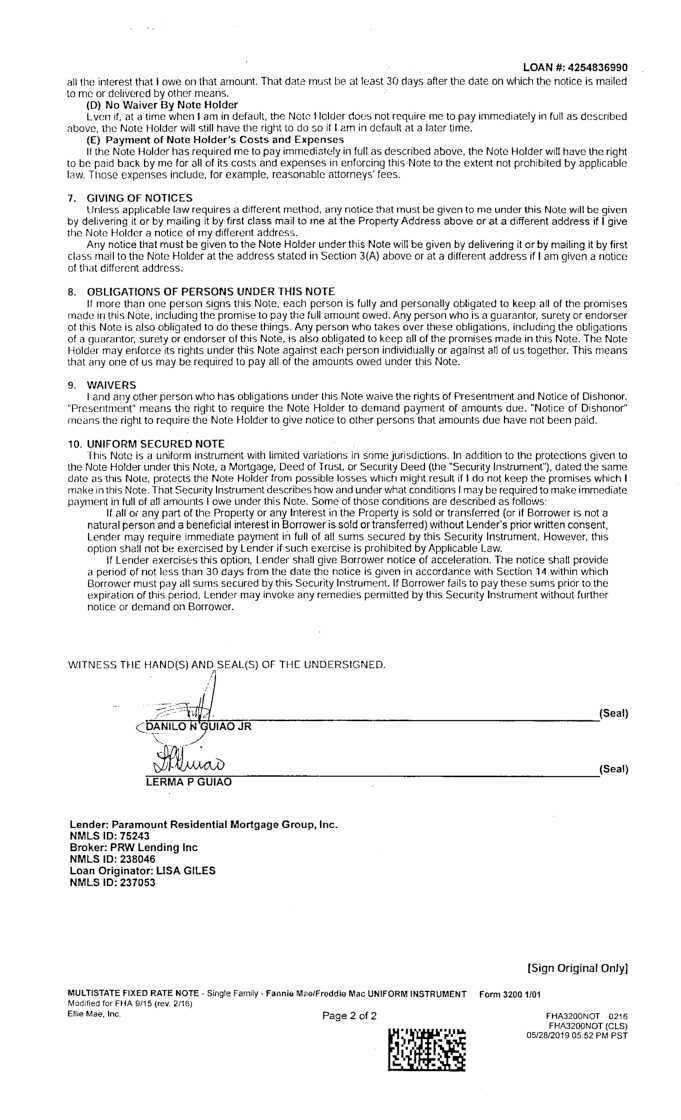 LOAN #: 4254836990
all the interest that I owe on that amount. That date must be at least 30 days after the date on which the notice is mailed
to me or delivered by other means.
(D) No Waiver By Note Holder
Even if, at a time when I am in default, the Note Holder does not require me to pay immediately in full as described
above, the Note Holder will still have the right to do so if I am in default at a later time.
(E) Payment of Note Holder's Costs and Expenses
If the Note Holder has required me to pay immediately in full as described above, the Note Holder will have the right
to be paid back by me for all of its costs and expenses in enforcing this Note to the extent not prohibited by applicable
law. Those expenses include, for example, reasonable attorneys' fees.
7. GIVING OF NOTICES
Unless applicable law requires a different method, any notice that must be given to me under this Note will be given
by delivering it or by mailing it by first class mail to me at the Property Address above or at a different address if I give
the Note Holder a notice of my different address.
Any notice that must be given to the Note Holder under this Note will be given by delivering it or by mailing it by first
class mail to the Note Holder at the address stated in Section 3(A) above or at a different address if I am given a notice
of that different address.
8. OBLIGATIONS OF PERSONS UNDER THIS NOTE
If more than one person signs this Note, each person is fully and personally obligated to keep all of the promises
made in this Note, including the promise to pay the full amount owed. Any person who is a guarantor, surety or endorser
of this Note is also obligated to do these things. Any person who takes over these obligations, including the obligations
of a guarantor, surety or endorser of this Note, is also obligated to keep all of the promises made in this Note. The Note
Holder may enforce its rights under this Note against each person individually or against all of us together. This means
that any one of us may be required to pay all of the amounts owed under this Note.
9. WAIVERS
I and any other person who has obligations under this Note waive the rights of Presentment and Notice of Dishonor.
"Presentment" means the right to require the Note Holder to demand payment of amounts due. "Notice of Dishonor"
means the right to require the Note Holder to give notice to other persons that amounts due have not been paid.
10. UNIFORM SECURED NOTE
This Note is a uniform instrument with limited variations in some jurisdictions. In addition to the protections given to
the Note Holder under this Note, a Mortgage, Deed of Trust, or Security Deed (the "Security Instrument"), dated the same
date as this Note, protects the Note Holder from possible losses which might result if I do not keep the promises which I
make in this Note. That Security Instrument describes how and under what conditions I may be required to make immediate
payment in full of all amounts I owe under this Note. Some of those conditions are described as follows:
If all or any part of the Property or any Interest in the Property is sold or transferred (or if Borrower is not a
natural person and a beneficial interest in Borrower is sold or transferred) without Lender's prior written consent,
Lender may require immediate payment in full of all sums secured by this Security Instrument. However, this
option shall not be exercised by Lender if such exercise is prohibited by Applicable Law.
If Lender exercises this option, Lender shall give Borrower notice of acceleration. The notice shall provide
a period of not less than 30 days from the date the notice is given in accordance with Section 14 within which
Borrower must pay all sums secured by this Security Instrument. If Borrower fails to pay these sums prior to the
expiration of this period, Lender may invoke any remedies permitted by this Security Instrument without further
notice or demand on Borrower.
WITNESS THE HAND(S) AND SEAL(S) OF THE UNDERSIGNED.
(Seal)
DANILO N GUIAO JR
(Seal)
LERMA P GUIAO
Lender: Paramount Residential Mortgage Group, Inc.
NMLS ID: 75243
Broker: PRW Lending Inc
NMLS ID: 238046
Loan Originator: LISA GILES
NMLS ID: 237053
[Sign Original Only]
MULTISTATE FIXED RATE NOTE - Single Family - Fannie Mae/Freddie Mac UNIFORM INSTRUMENT Form 3200 1/01
Modified for FHA 9/15 (rev. 2/16)
Ellie Mae, Inc.
Page 2 of 2
FHA3200NOT 0216
FHA3200NOT (CLS)
05/28/2019 05:52 PM PST